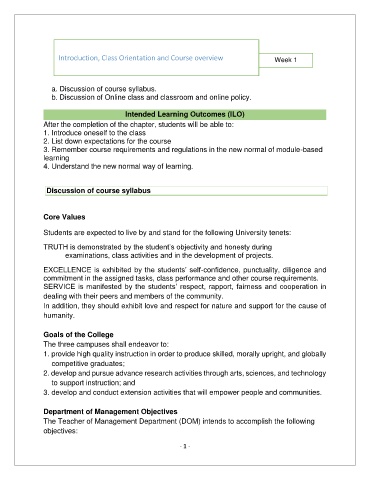 Introduction, Class Orientation and Course overview
Week 1
a. Discussion of course syllabus.
b. Discussion of Online class and classroom and online policy.
Intended Learning Outcomes (ILO)
After the completion of the chapter, students will be able to:
1. Introduce oneself to the class
2. List down expectations for the course
3. Remember course requirements and regulations in the new normal of module-based
learning
4. Understand the new normal way of learning.
Discussion of course syllabus
Core Values
Students are expected to live by and stand for the following University tenets:
TRUTH is demonstrated by the student's objectivity and honesty during
examinations, class activities and in the development of projects.
EXCELLENCE is exhibited by the students' self-confidence, punctuality, diligence and
commitment in the assigned tasks, class performance and other course requirements.
SERVICE is manifested by the students' respect, rapport, fairness and cooperation in
dealing with their peers and members of the community.
In addition, they should exhibit love and respect for nature and support for the cause of
humanity.
Goals of the College
The three campuses shall endeavor to:
1. provide high quality instruction in order to produce skilled, morally upright, and globally
competitive graduates;
2. develop and pursue advance research activities through arts, sciences, and technology
to support instruction; and
3. develop and conduct extension activities that will empower people and communities.
Department of Management Objectives
The Teacher of Management Department (DOM) intends to accomplish the following
objectives:
- 1 -